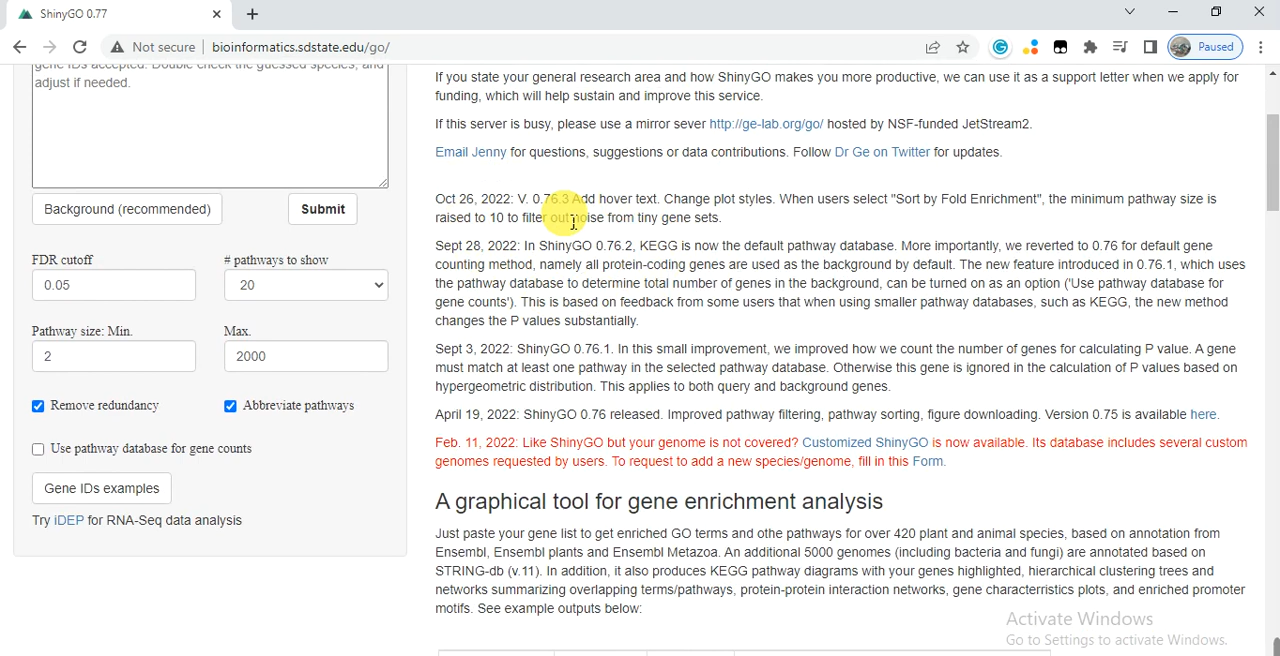 ShinyGO 0.77
Not secure
bioinformatics.sdstate.edu/go/
Paused
gene IDs accepted. Double check the guessed species, and
adjust if needed.
Background (recommended)
Submit
FDR cutoff
# pathways to show
0.05
20
Pathway size: Min.
Max.
2
2000
Remove redundancy
Abbreviate pathways
Use pathway database for gene counts
Gene IDs examples
Try iDEP for RNA-Seq data analysis
If you state your general research area and how ShinyGO makes you more productive, we can use it as a support letter when we apply for
funding, which will help sustain and improve this service.
If this server is busy, please use a mirror sever http://ge-lab.org/go/ hosted by NSF-funded JetStream2.
Email Jenny for questions, suggestions or data contributions. Follow Dr Ge on Twitter for updates.
Oct 26, 2022: V. 0.76.3 Add hover text. Change plot styles. When users select "Sort by Fold Enrichment", the minimum pathway size is
raised to 10 to filter out noise from tiny gene sets.
Sept 28, 2022: In ShinyGO 0.76.2, KEGG is now the default pathway database. More importantly, we reverted to 0.76 for default gene
counting method, namely all protein-coding genes are used as the background by default. The new feature introduced in 0.76.1, which uses
the pathway database to determine total number of genes in the background, can be turned on as an option ('Use pathway database for
gene counts'). This is based on feedback from some users that when using smaller pathway databases, such as KEGG, the new method
changes the P values substantially.
Sept 3, 2022: ShinyGO 0.76.1. In this small improvement, we improved how we count the number of genes for calculating P value. A gene
must match at least one pathway in the selected pathway database. Otherwise this gene is ignored in the calculation of P values based on
hypergeometric distribution. This applies to both query and background genes.
April 19, 2022: ShinyGO 0.76 released. Improved pathway filtering, pathway sorting, figure downloading. Version 0.75 is available here.
Feb. 11, 2022: Like ShinyGO but your genome is not covered? Customized ShinyGO is now available. Its database includes several custom
genomes requested by users. To request to add a new species/genome, fill in this Form.
A graphical tool for gene enrichment analysis
Just paste your gene list to get enriched GO terms and othe pathways for over 420 plant and animal species, based on annotation from
Ensembl, Ensembl plants and Ensembl Metazoa. An additional 5000 genomes (including bacteria and fungi) are annotated based on
STRING-db (v.11). In addition, it also produces KEGG pathway diagrams with your genes highlighted, hierarchical clustering trees and
networks summarizing overlapping terms/pathways, protein-protein interaction networks, gene characterristics plots, and enriched promoter
motifs. See example outputs below:
Activate Windows
Go to Settings to activate Windows.